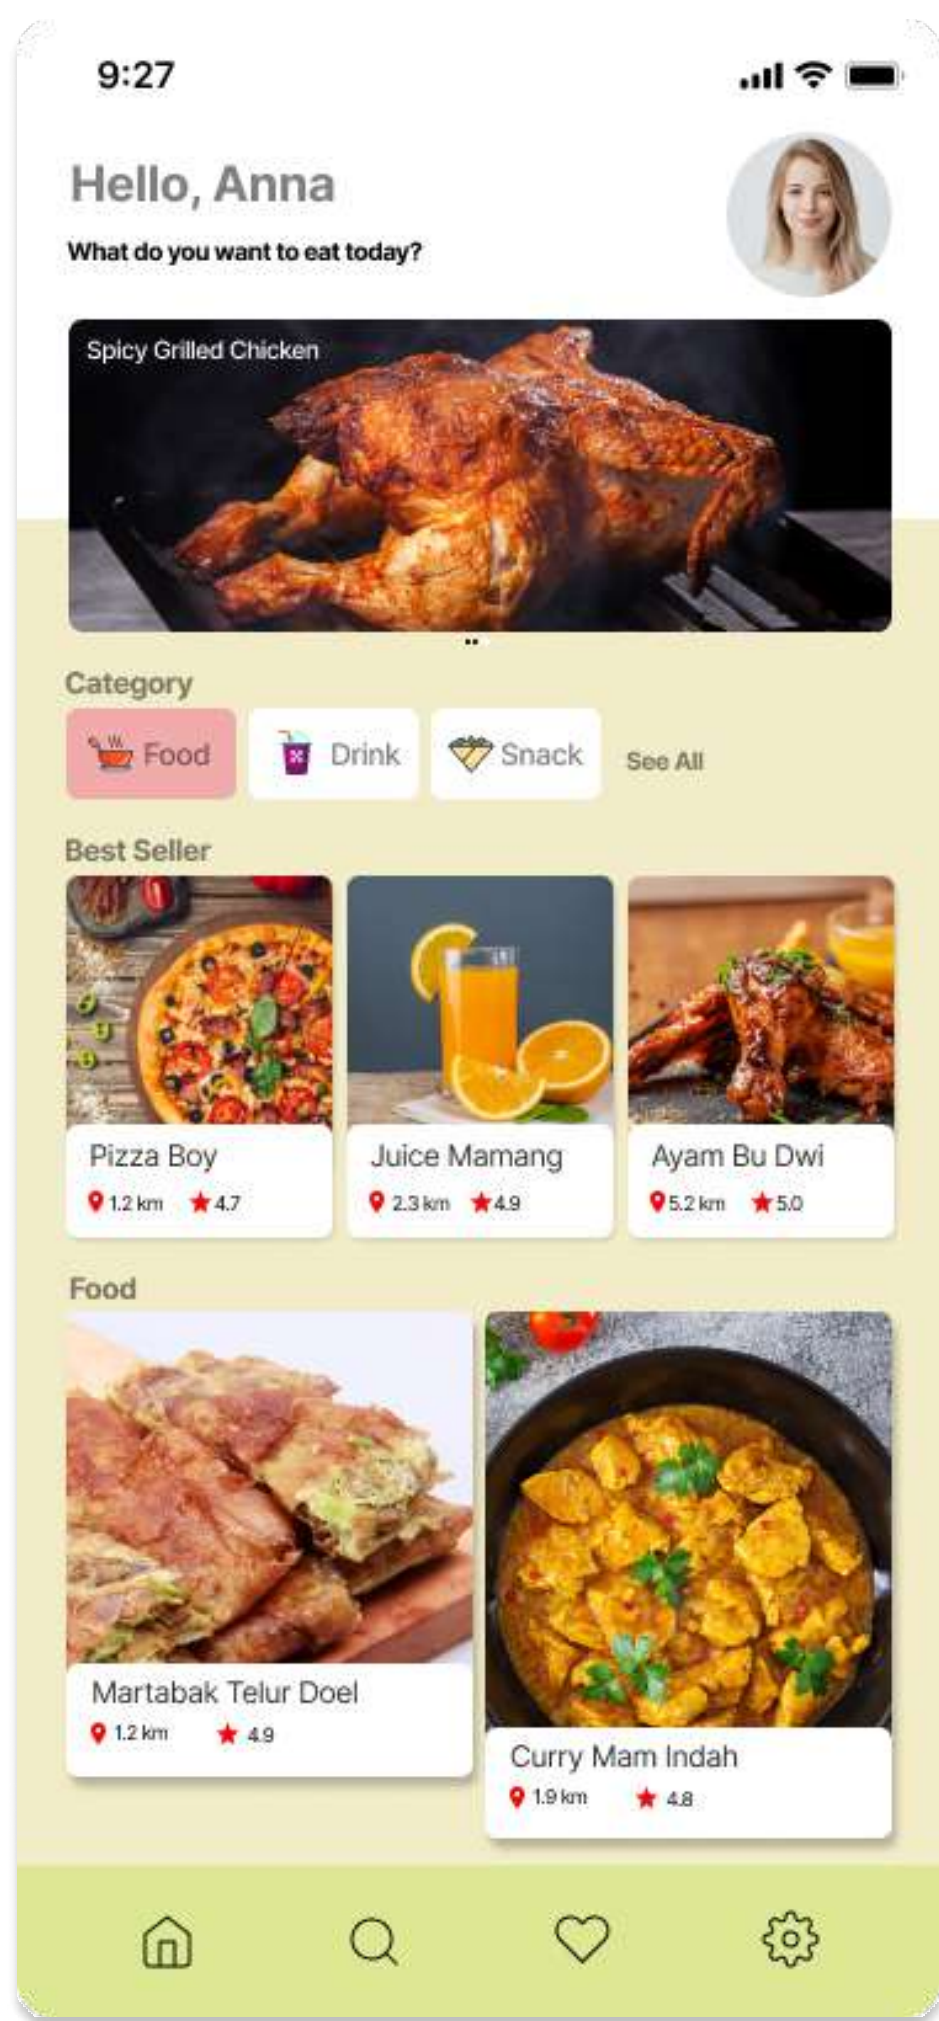 9:27
Hello, Anna
What do you want to eat today?
Spicy Grilled Chicken
Category
Food
Drink
Snack
See All
Best Seller
Pizza Boy
1.2 km 4.7
Juice Mamang
2.3 km 4.9
Ayam Bu Dwi
5.2 km 5.0
Food
Martabak Telur Doel
1.2 km 4.9
Curry Mam Indah
1.9 km 4.8